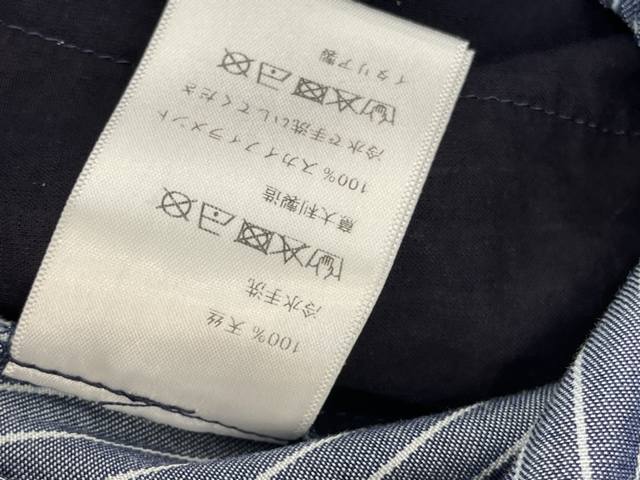 100% 天丝
冷水手洗
意大利製造
100% スカイフィラメント
冷水で手洗いしてくださ
イタリア製